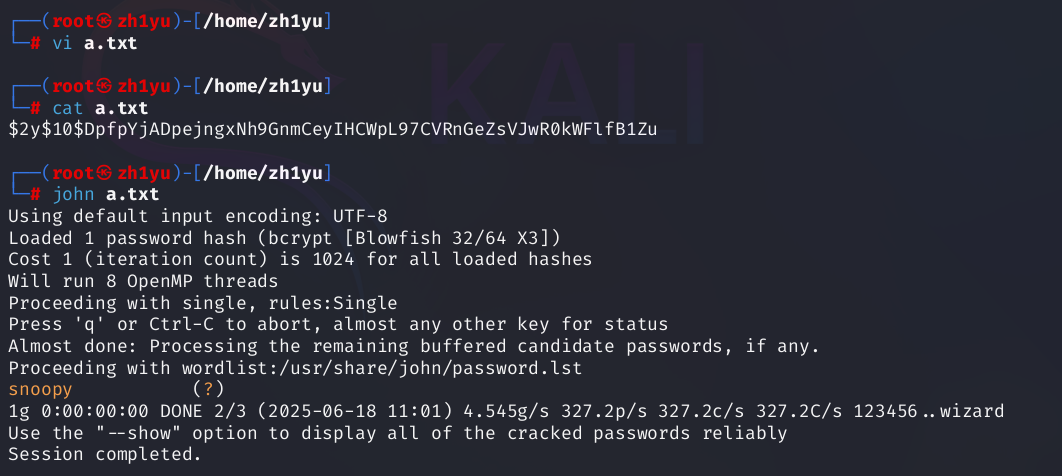 ┌──(root㉿zh1yu)-[/home/zh1yu]
└─# vi a.txt
┌──(root㉿zh1yu)-[/home/zh1yu]
└─# cat a.txt
$2y$10$DpfpYjADpejngxNh9GnmCeyIHCWpL97CVRnGeZsVJwR0kWFlfB1Zu
┌──(root㉿zh1yu)-[/home/zh1yu]
└─# john a.txt
Using default input encoding: UTF-8
Loaded 1 password hash (bcrypt [Blowfish 32/64 X3])
Cost 1 (iteration count) is 1024 for all loaded hashes
Will run 8 OpenMP threads
Proceeding with single, rules:Single
Press 'q' or Ctrl-C to abort, almost any other key for status
Almost done: Processing the remaining buffered candidate passwords, if any.
Proceeding with wordlist:/usr/share/john/password.lst
snoopy           (?)
1g 0:00:00:00 DONE 2/3 (2025-06-18 11:01) 4.545g/s 327.2p/s 327.2c/s 327.2C/s 123456..wizard
Use the "--show" option to display all of the cracked passwords reliably
Session completed.
KALI